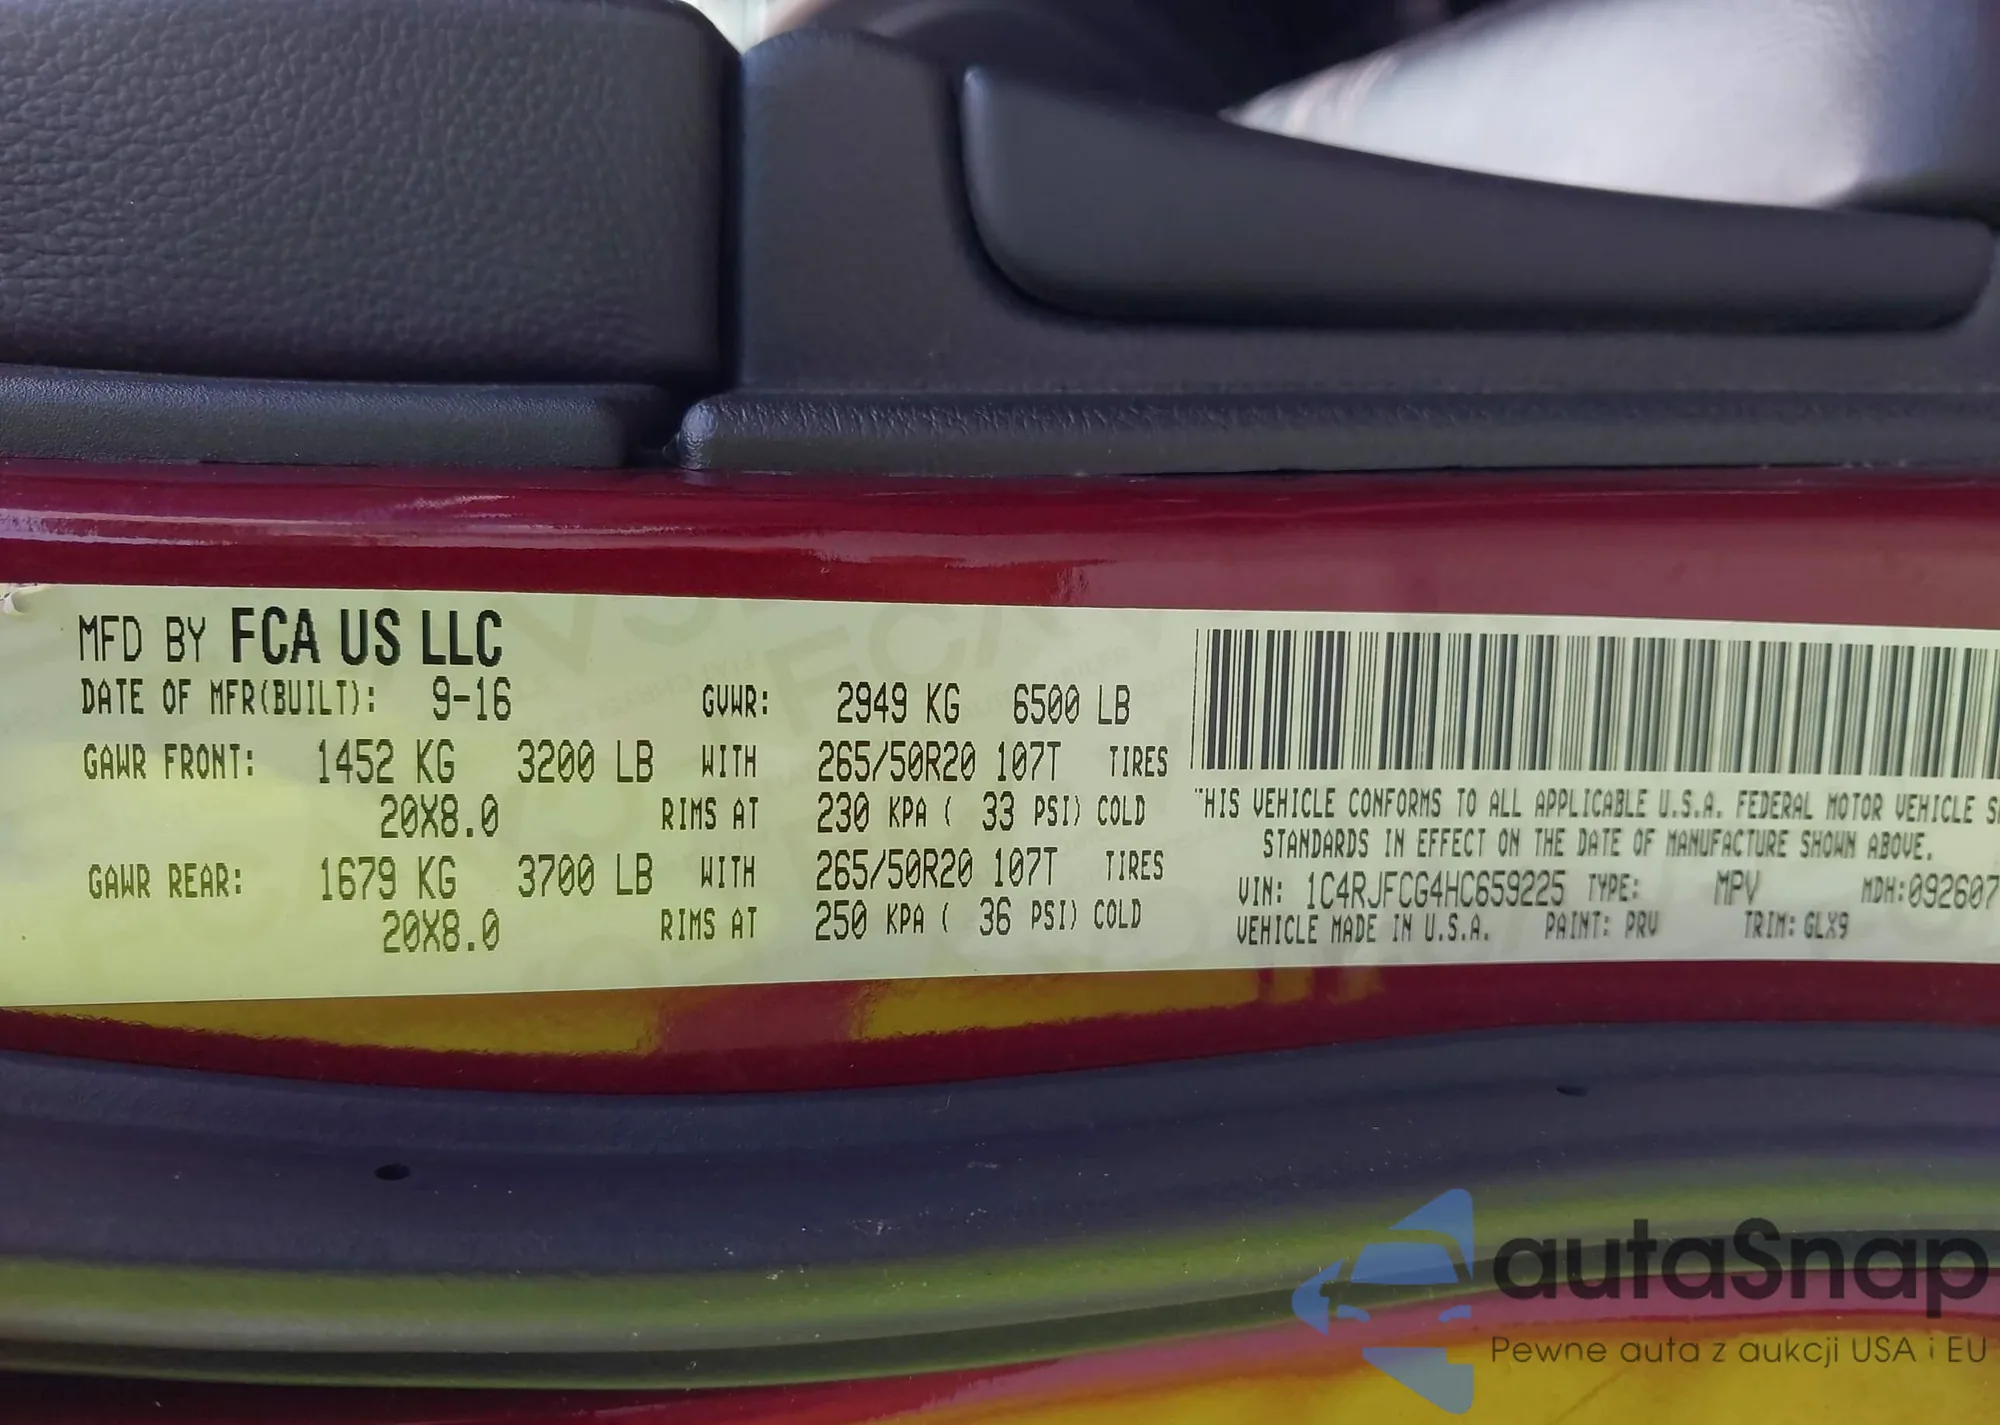 MFD BY FCA US LLC
DATE OF MFR(BUILT): 9-16 GVWR: 2949 KG 6500 LB
GAWR FRONT: 1452 KG 3200 LB WITH 265/50R20 107T TIRES
20X8.0 RIMS AT 230 KPA ( 33 PSI) COLD
GAWR REAR: 1679 KG 3700 LB WITH 265/50R20 107T TIRES
20X8.0 RIMS AT 250 KPA ( 36 PSI) COLD
HIS VEHICLE CONFORMS TO ALL APPLICABLE U.S.A. FEDERAL MOTOR VEHICLE
STANDARDS IN EFFECT ON THE DATE OF MANUFACTURE SHOWN ABOVE.
VIN: 1C4RJFCG4HC659225 TYPE: MPV MDH:092607
VEHICLE MADE IN U.S.A. PAINT: PRV TRIM: GLX9
autaSnap
Pewne auta z aukcji USA i EU